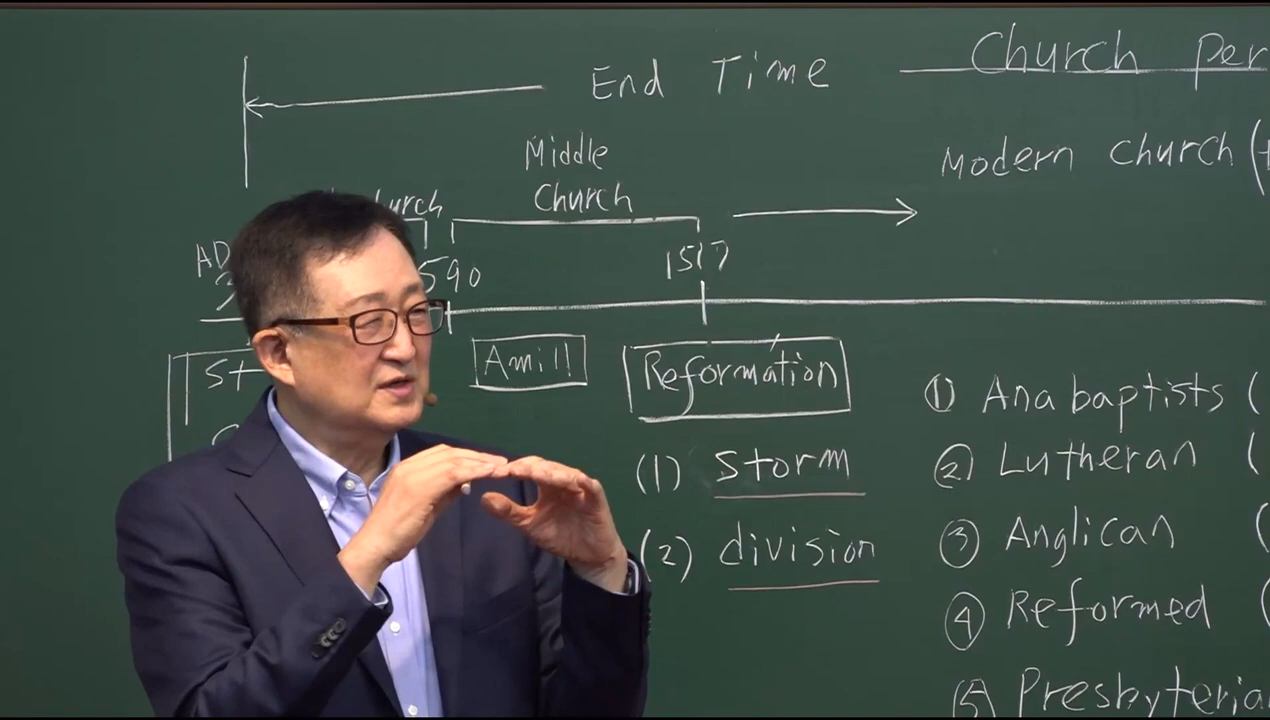 End Time
Church per
Middle
Church
Modern church (
AD
590
1517
Amill
Reformation
(1) storm
(2) division
① Anabaptists (
② Lutheran (
③ Anglican (
④ Reformed (
⑤ Presbyteria